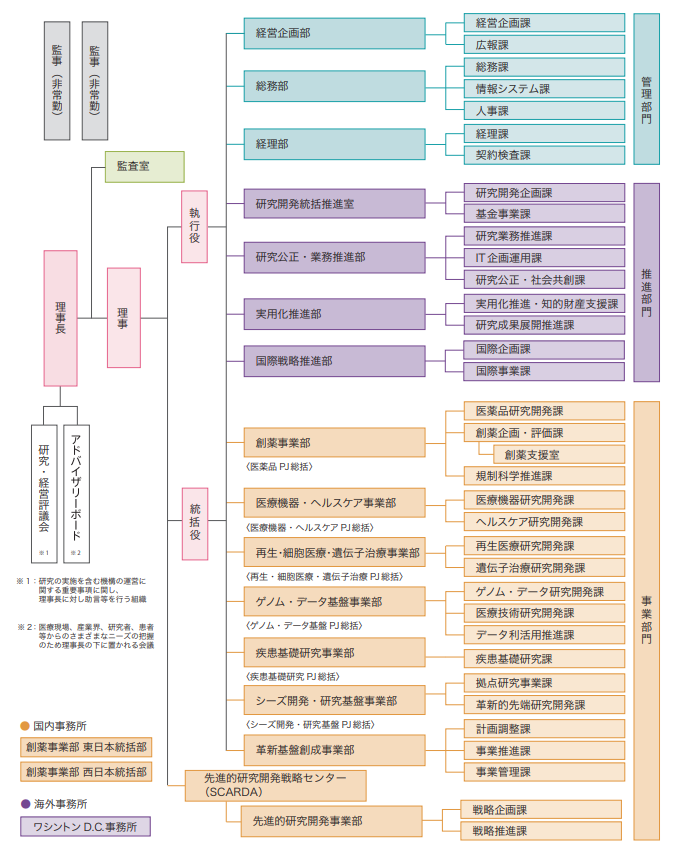 監事（非常勤）
監事（非常勤）
監査室
理事長
理事
執行役
統括役
研究・経営評議会
※１
アドバイザリーボード
※２
※１：研究の実施を含む機構の運営に
関する重要事項に関し、
理事長に対し助言等を行う組織
※２：医療現場、産業界、研究者、患者
等からのさまざまなニーズの把握
のため理事長の下に置かれる会議
経営企画部
経営企画課
広報課
総務部
総務課
情報システム課
人事課
経理部
経理課
契約検査課
管理部門
研究開発統括推進室
研究開発企画課
基金事業課
研究公正・業務推進部
研究業務推進課
IT企画運用課
研究公正・社会共創課
実用化推進部
実用化推進・知的財産支援課
研究成果展開推進課
国際戦略推進部
国際企画課
国際事業課
推進部門
創薬事業部
〈医薬品 PJ 総括〉
医薬品研究開発課
創薬企画・評価課
創薬支援室
規制科学推進課
医療機器・ヘルスケア事業部
〈医療機器・ヘルスケア PJ 総括〉
医療機器研究開発課
ヘルスケア研究開発課
再生・細胞医療・遺伝子治療事業部
〈再生・細胞医療・遺伝子治療 PJ 総括〉
再生医療研究開発課
遺伝子治療研究開発課
ゲノム・データ基盤事業部
〈ゲノム・データ基盤 PJ 総括〉
ゲノム・データ研究開発課
医療技術研究開発課
データ利活用推進課
疾患基礎研究事業部
〈疾患基礎研究 PJ 総括〉
疾患基礎研究課
シーズ開発・研究基盤事業部
〈シーズ開発・研究基盤 PJ 総括〉
拠点研究事業課
革新的先端研究開発課
革新基盤創成事業部
計画調整課
事業推進課
事業管理課
先進的研究開発戦略センター
（SCARDA）
先進的研究開発事業部
戦略企画課
戦略推進課
事業部門
国内事務所
創薬事業部 東日本統括部
創薬事業部 西日本統括部
海外事務所
ワシントン D.C.事務所